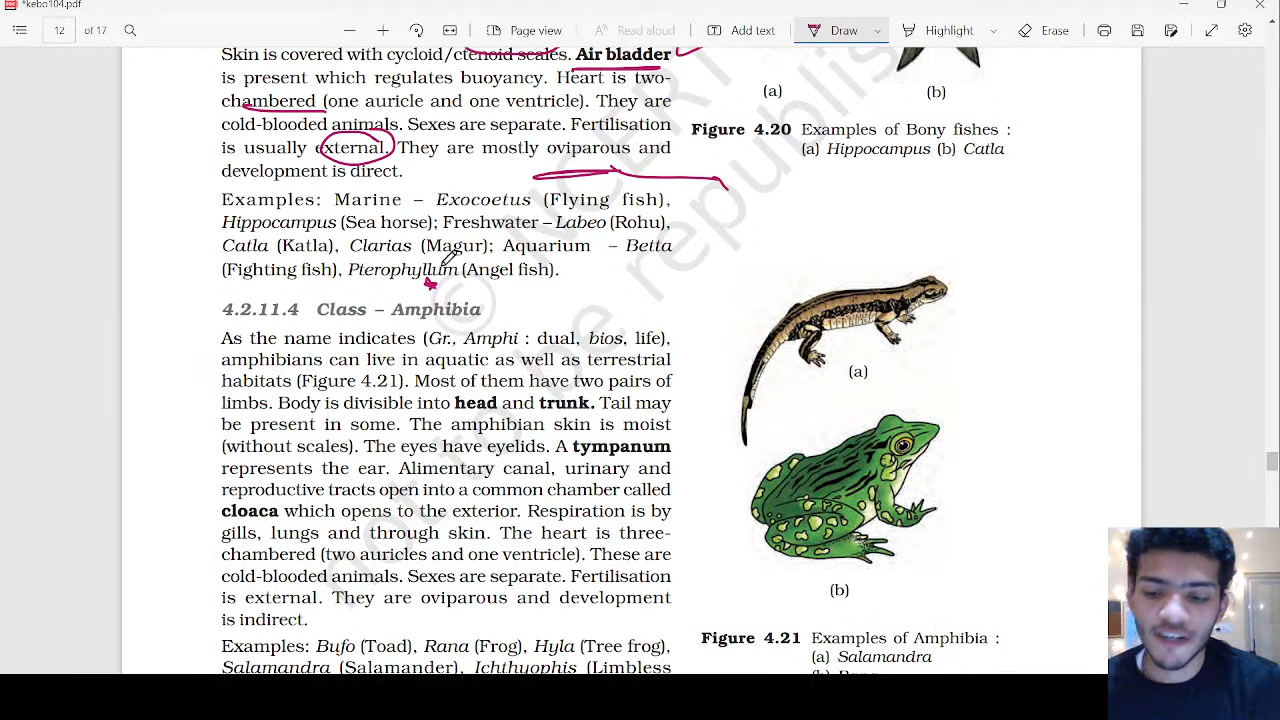 *kebo104.pdf
12 of 17
Page view
Read aloud
Add text
Draw
Highlight
Erase
Skin is covered with cycloid/ctenoid scales. Air bladder
is present which regulates buoyancy. Heart is two-
chambered (one auricle and one ventricle). They are
cold-blooded animals. Sexes are separate. Fertilisation
is usually external. They are mostly oviparous and
development is direct.
Examples: Marine – Exocoetus (Flying fish),
Hippocampus (Sea horse); Freshwater – Labeo (Rohu),
Catla (Katla), Clarias (Magur); Aquarium – Betta
(Fighting fish), Pterophyllum (Angel fish).
4.2.11.4 Class – Amphibia
As the name indicates (Gr., Amphi : dual, bios, life),
amphibians can live in aquatic as well as terrestrial
habitats (Figure 4.21). Most of them have two pairs of
limbs. Body is divisible into head and trunk. Tail may
be present in some. The amphibian skin is moist
(without scales). The eyes have eyelids. A tympanum
represents the ear. Alimentary canal, urinary and
reproductive tracts open into a common chamber called
cloaca which opens to the exterior. Respiration is by
gills, lungs and through skin. The heart is three-
chambered (two auricles and one ventricle). These are
cold-blooded animals. Sexes are separate. Fertilisation
is external. They are oviparous and development
is indirect.
Examples: Bufo (Toad), Rana (Frog), Hyla (Tree frog),
Salamandra (Salamander), Ichthyophis (Limbless
(a)
(b)
Figure 4.20 Examples of Bony fishes :
(a) Hippocampus (b) Catla
(a)
(b)
Figure 4.21 Examples of Amphibia :
(a) Salamandra
© NCERT
not to be republis